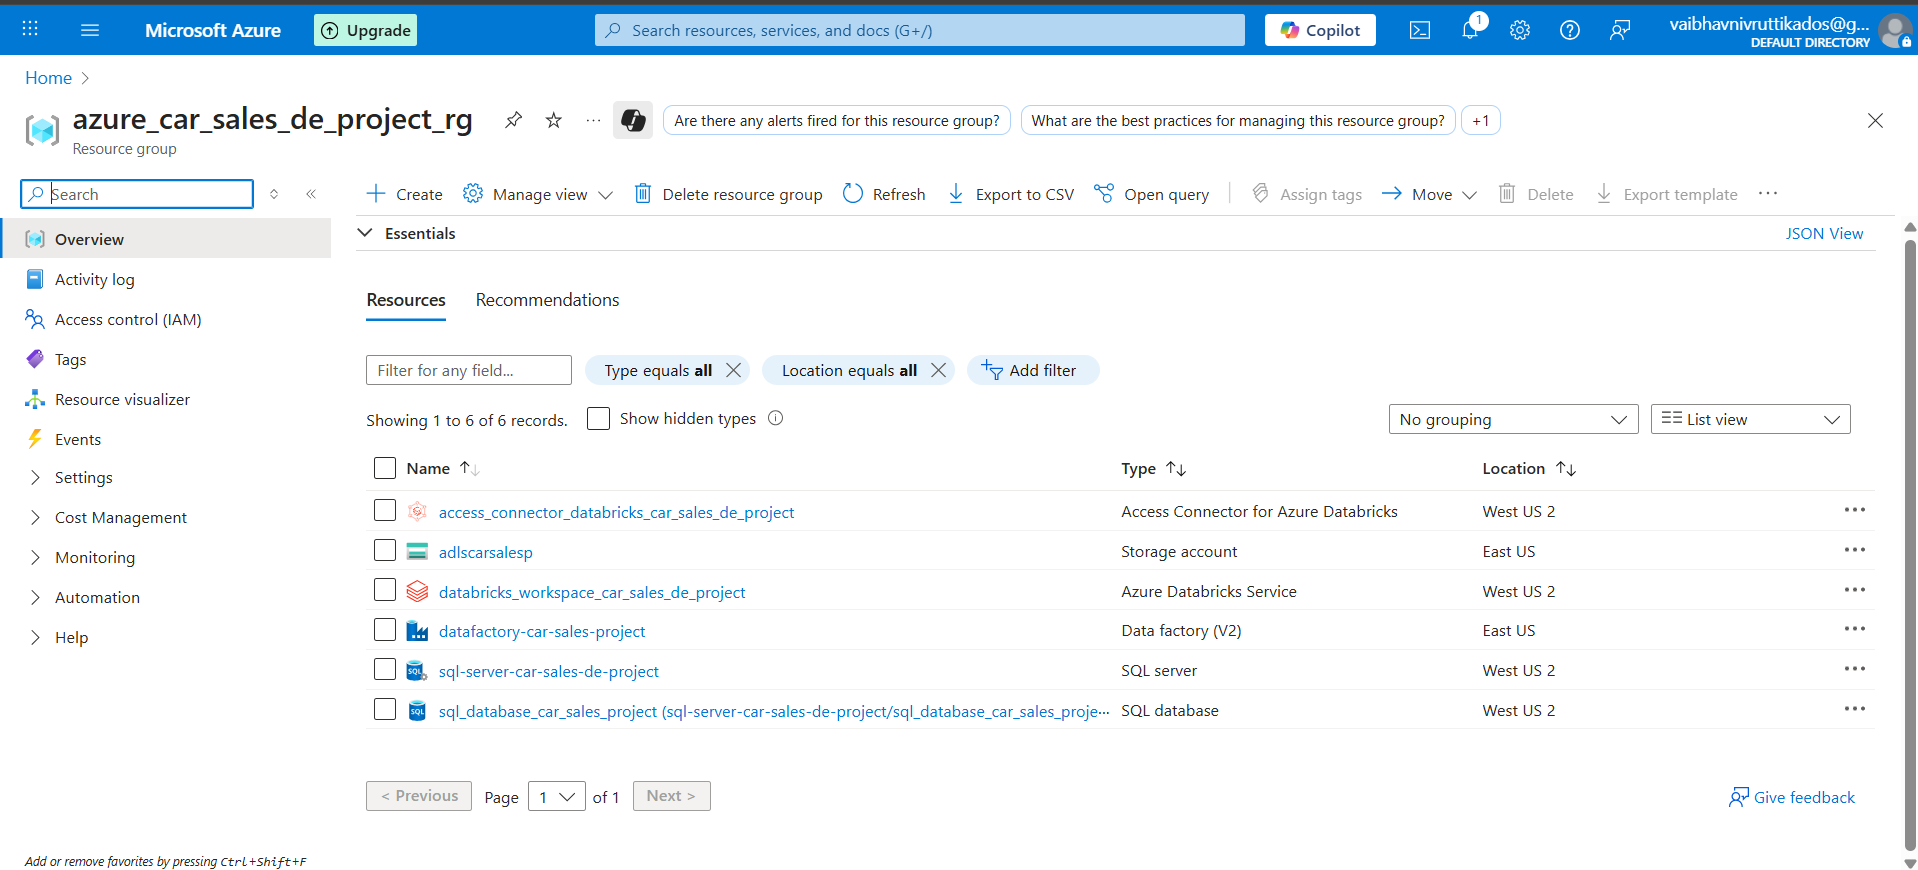 Microsoft Azure
Upgrade
Search resources, services, and docs (G+/)
Copilot
1
vaibhavnivruttikados@g...
DEFAULT DIRECTORY
Home
azure_car_sales_de_project_rg
Resource group
Are there any alerts fired for this resource group?
What are the best practices for managing this resource group?
+1
Search
Create
Manage view
Delete resource group
Refresh
Export to CSV
Open query
Assign tags
Move
Delete
Export template
Overview
Activity log
Access control (IAM)
Tags
Resource visualizer
Events
Settings
Cost Management
Monitoring
Automation
Help
Essentials
JSON View
Resources
Recommendations
Filter for any field...
Type equals all
Location equals all
Add filter
Showing 1 to 6 of 6 records.
Show hidden types
No grouping
List view
Name Type Location
access_connector_databricks_car_sales_de_project Access Connector for Azure Databricks West US 2
adlscarsalesp Storage account East US
databricks_workspace_car_sales_de_project Azure Databricks Service West US 2
datafactory-car-sales-project Data factory (V2) East US
sql-server-car-sales-de-project SQL server West US 2
sql_database_car_sales_project (sql-server-car-sales-de-project/sql_database_car_sales_proje... SQL database West US 2
< Previous
Page 1 of 1
Next >
Give feedback
Add or remove favorites by pressing Ctrl+Shift+F